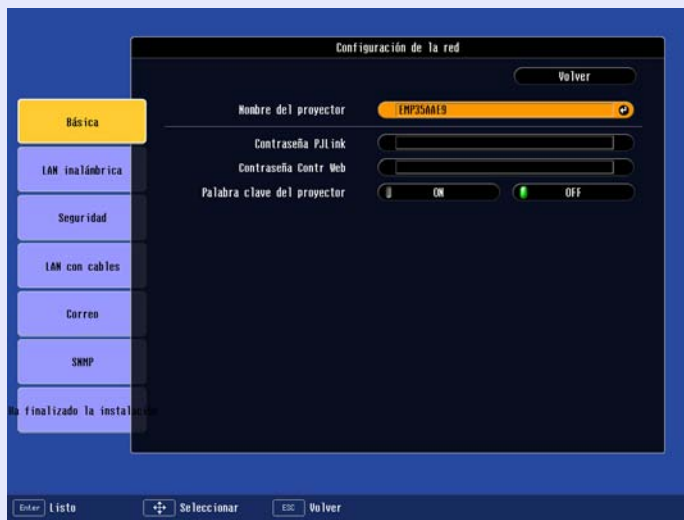 Configuración de la red
Volver
Básica
Nombre del proyector
EMP35AAE9
Contraseña PJLink
LAN inalámbrica
Contraseña Contr Web
Palabra clave del proyector
ON
OFF
Seguridad
LAN con cables
Correo
SNMP
Ha finalizado la instalación
Enter Listo
Seleccionar
ESC Volver